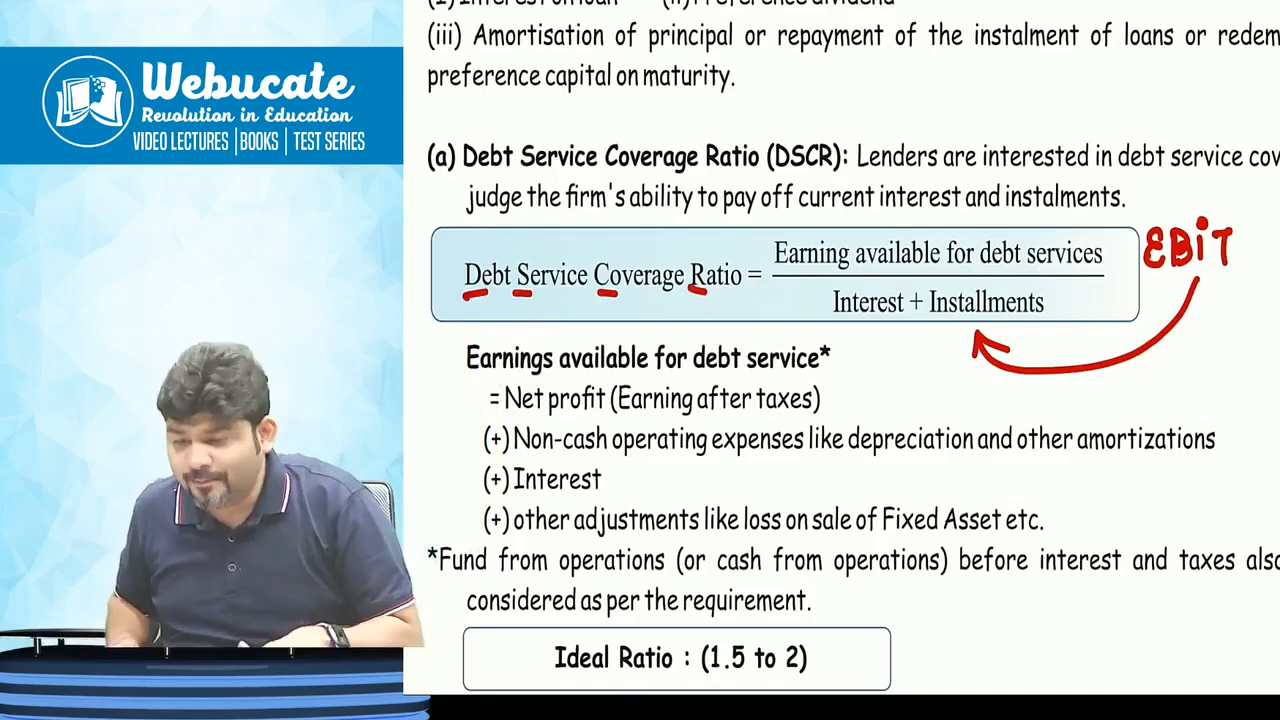 Webucate
Revolution in Education
VIDEO LECTURES | BOOKS | TEST SERIES
(iii) Amortisation of principal or repayment of the instalment of loans or redem
preference capital on maturity.
(a) Debt Service Coverage Ratio (DSCR): Lenders are interested in debt service cov
judge the firm's ability to pay off current interest and instalments.
EBiT
Debt Service Coverage Ratio = Earning available for debt services
Interest + Installments
Earnings available for debt service*
= Net profit (Earning after taxes)
(+) Non-cash operating expenses like depreciation and other amortizations
(+) Interest
(+) other adjustments like loss on sale of Fixed Asset etc.
*Fund from operations (or cash from operations) before interest and taxes also
considered as per the requirement.
Ideal Ratio : (1.5 to 2)